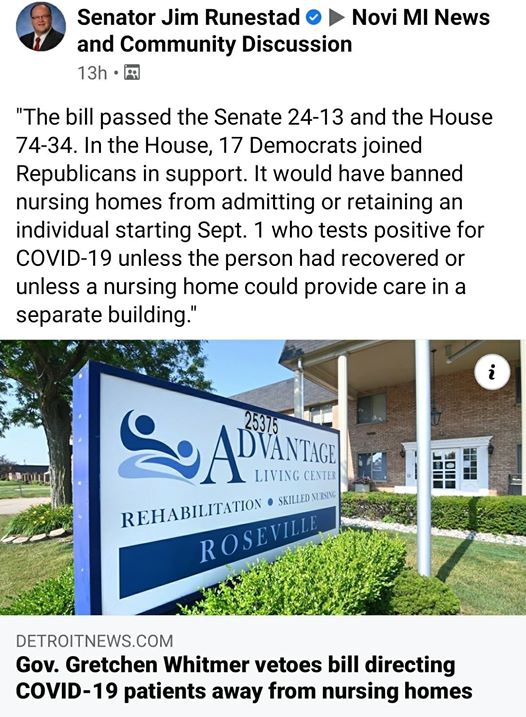 Senator Jim Runestad ▶ Novi MI News
and Community Discussion
13h •
"The bill passed the Senate 24-13 and the House
74-34. In the House, 17 Democrats joined
Republicans in support. It would have banned
nursing homes from admitting or retaining an
individual starting Sept. 1 who tests positive for
COVID-19 unless the person had recovered or
unless a nursing home could provide care in a
separate building."
i
25375
ADVANTAGE
LIVING CENTER
REHABILITATION • SKILLED NURSING
ROSEVILLE
DETROITNEWS.COM
Gov. Gretchen Whitmer vetoes bill directing
COVID-19 patients away from nursing homes